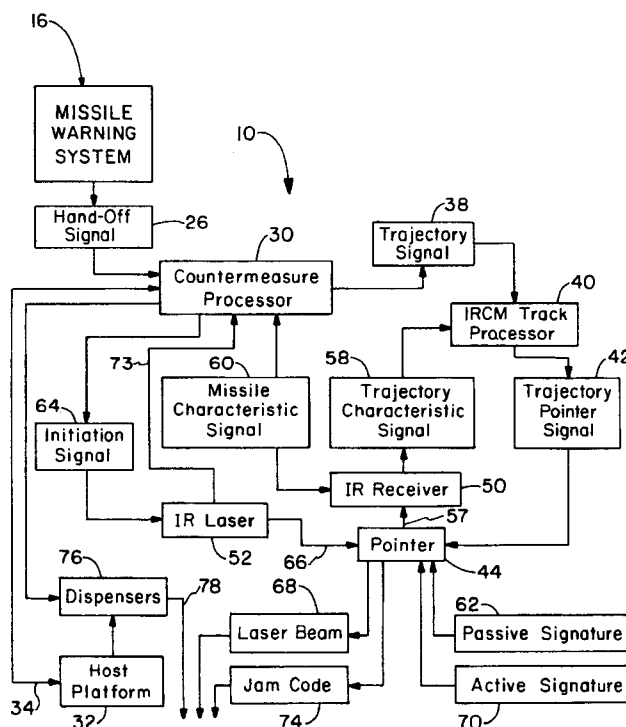 16
MISSILE
WARNING
SYSTEM
10
Hand-Off
Signal
26
38
Trajectory
Signal
30
Countermeasure
Processor
40
IRCM Track
Processor
73
60
58
42
Missile
Characteristic
Signal
Trajectory
Characteristic
Signal
Trajectory
Pointer
Signal
64
Initiation
Signal
IR Receiver
50
57
IR Laser
52
66
Pointer
44
76
78
Dispensers
68
Laser Beam
62
Passive Signature
Host
Platform
34
32
Jam Code
74
Active Signature
70